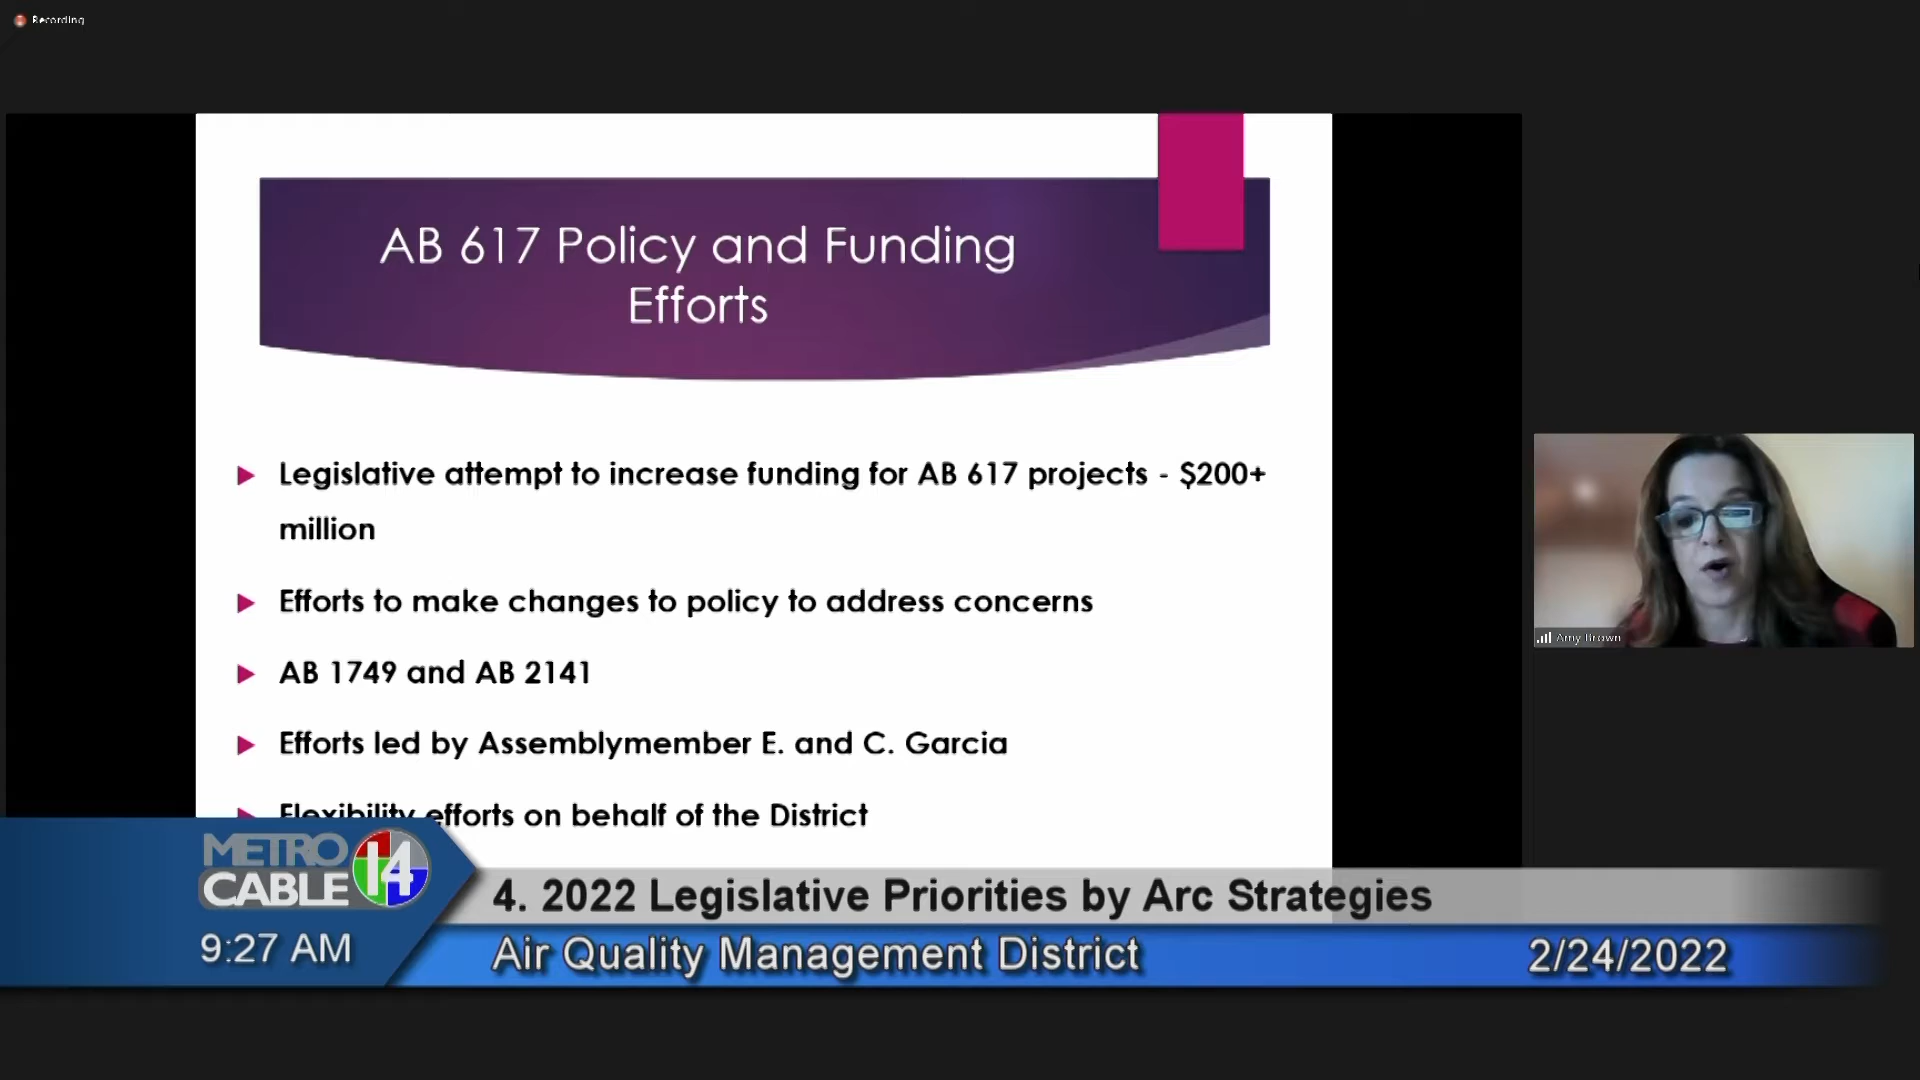 Recording
AB 617 Policy and Funding
Efforts
Legislative attempt to increase funding for AB 617 projects - $200+
million
Efforts to make changes to policy to address concerns
AB 1749 and AB 2141
Efforts led by Assemblymember E. and C. Garcia
Flexibility efforts on behalf of the District
Amy Brown
METRO
CABLE 14
9:27 AM
4. 2022 Legislative Priorities by Arc Strategies
Air Quality Management District
2/24/2022